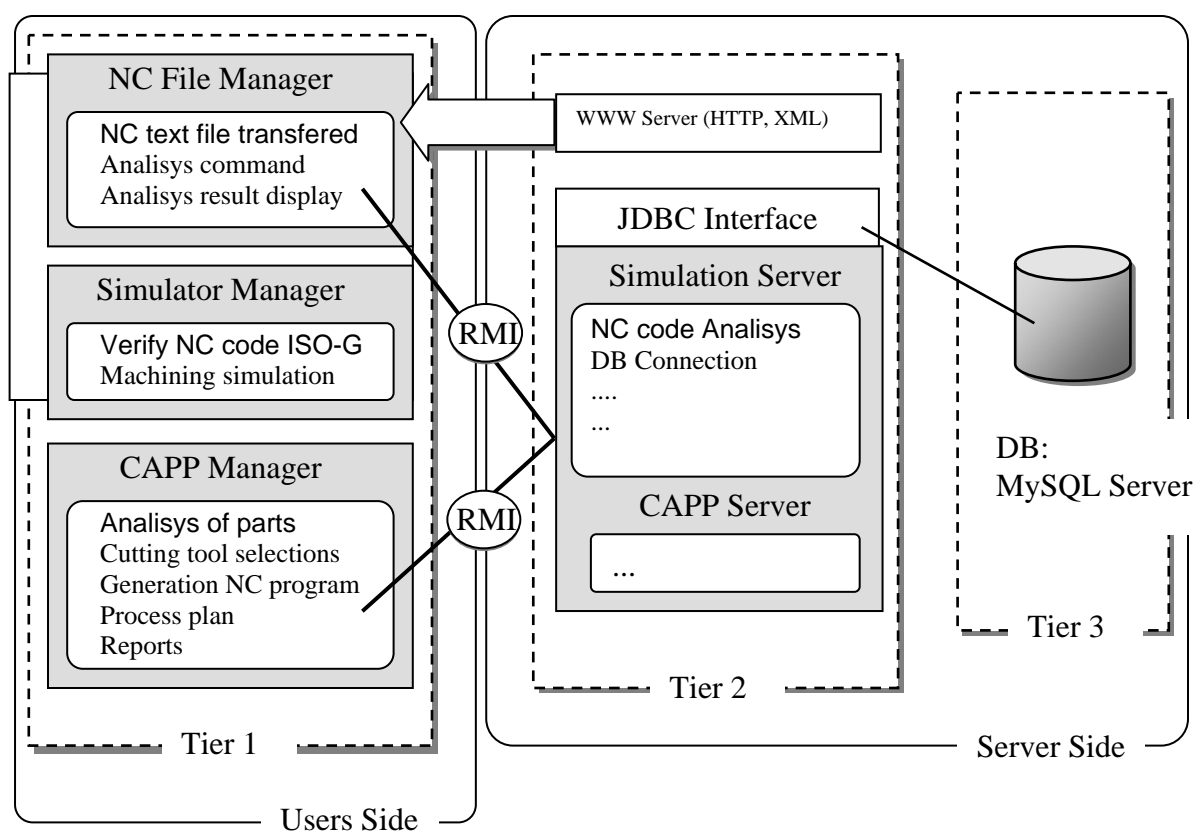 NC File Manager
NC text file transfered
Analisys command
Analisys result display
Simulator Manager
Verify NC code ISO-G
Machining simulation
CAPP Manager
Analisys of parts
Cutting tool selections
Generation NC program
Process plan
Reports
Tier 1
Users Side
RMI
RMI
WWW Server (HTTP, XML)
JDBC Interface
Simulation Server
NC code Analisys
DB Connection
....
...
CAPP Server
...
Tier 2
DB:
MySQL Server
Tier 3
Server Side